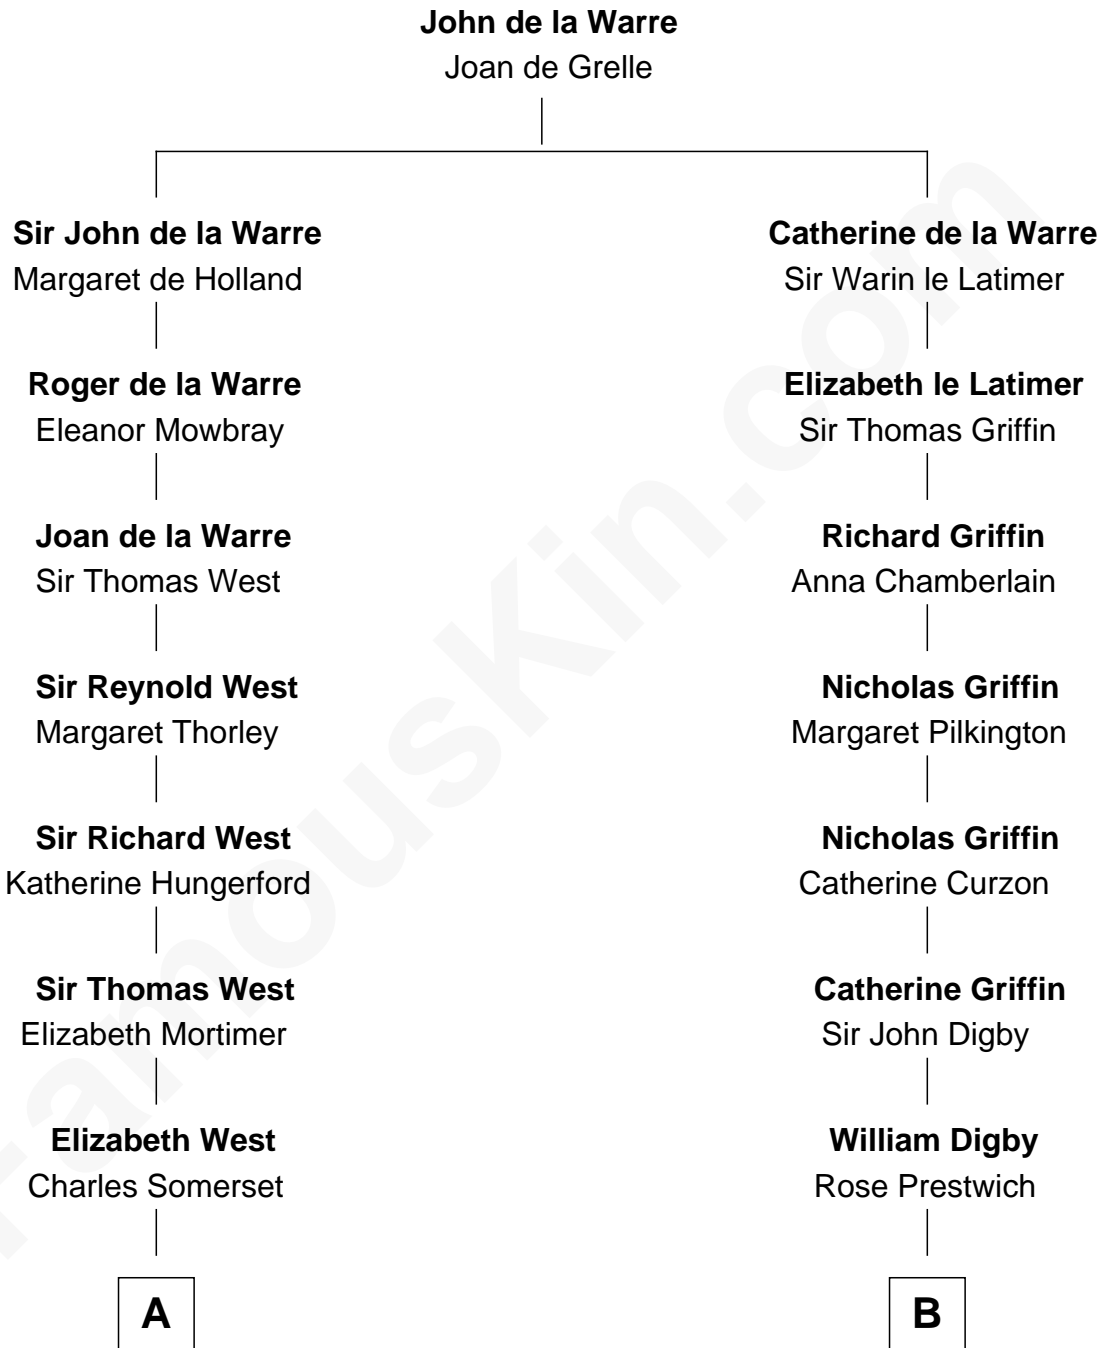 John de la Warre
Joan de Grelle
Sir John de la Warre
Margaret de Holland
Catherine de la Warre
Sir Warin le Latimer
Roger de la Warre
Eleanor Mowbray
Elizabeth le Latimer
Sir Thomas Griffin
Joan de la Warre
Sir Thomas West
Richard Griffin
Anna Chamberlain
Sir Reynold West
Margaret Thorley
Nicholas Griffin
Margaret Pilkington
Sir Richard West
Katherine Hungerford
Nicholas Griffin
Catherine Curzon
Sir Thomas West
Elizabeth Mortimer
Catherine Griffin
Sir John Digby
Elizabeth West
Charles Somerset
William Digby
Rose Prestwich
A
B
FamousKin.com